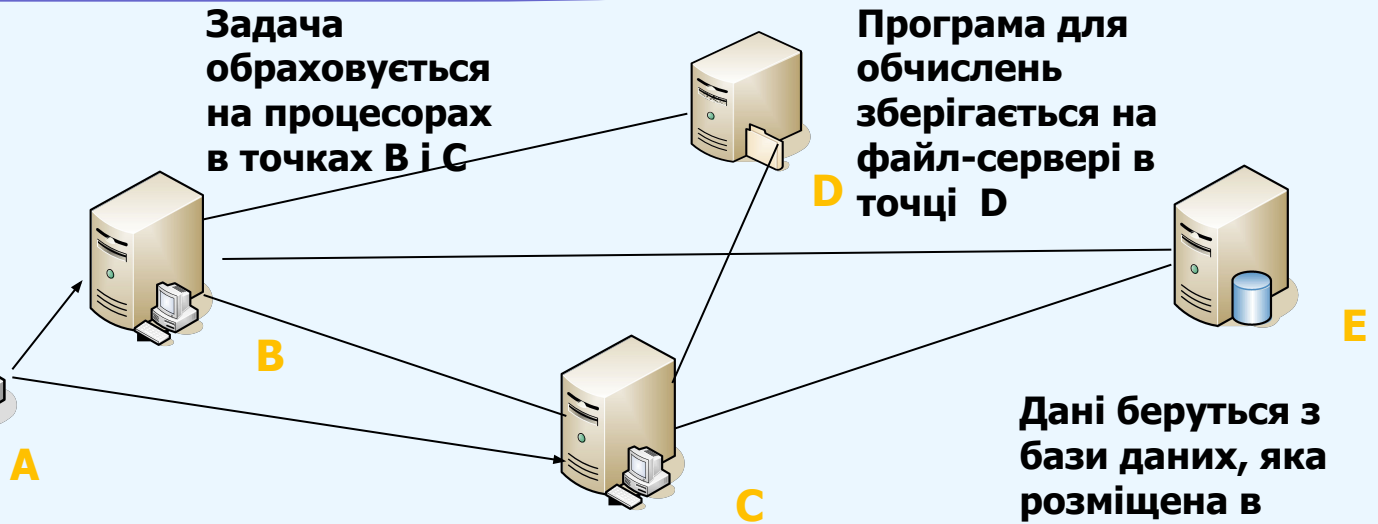 Задача
обраховується
на процесорах
в точках B і C
Програма для
обчислень
зберігається на
файл-сервері в
точці D
D
E
B
A
C
Дані беруться з
бази даних, яка
розміщена в